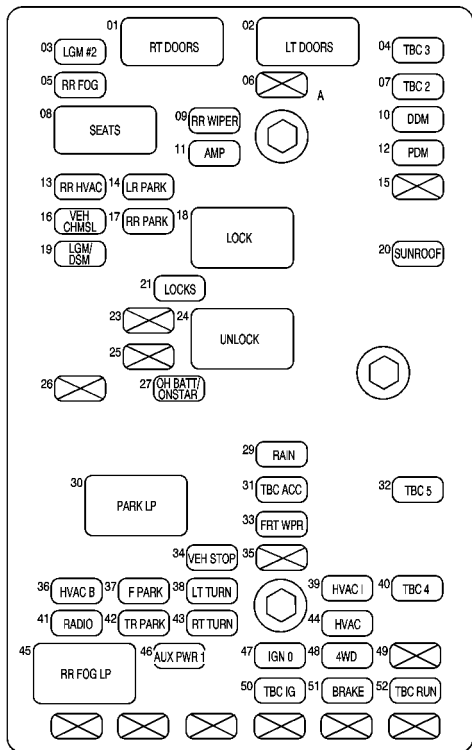 01 RT DOORS
02 LT DOORS
03 LGM #2
04 TBC 3
05 RR FOG
06
A
07 TBC 2
08 SEATS
09 RR WIPER
10 DDM
11 AMP
12 PDM
13 RR HVAC
14 LR PARK
15
16 VEH
CHMSL
17 RR PARK
18 LOCK
19 LGM/
DSM
20 SUNROOF
21 LOCKS
23
24 UNLOCK
25
26
27 OH BATT/
ONSTAR
29 RAIN
30 PARK LP
31 TBC ACC
32 TBC 5
33 FRT WPR
34 VEH STOP
35
36 HVAC B
37 F PARK
38 LT TURN
39 HVAC I
40 TBC 4
41 RADIO
42 TR PARK
43 RT TURN
44 HVAC
45 RR FOG LP
46 AUX PWR 1
47 IGN 0
48 4WD
49
50 TBC IG
51 BRAKE
52 TBC RUN